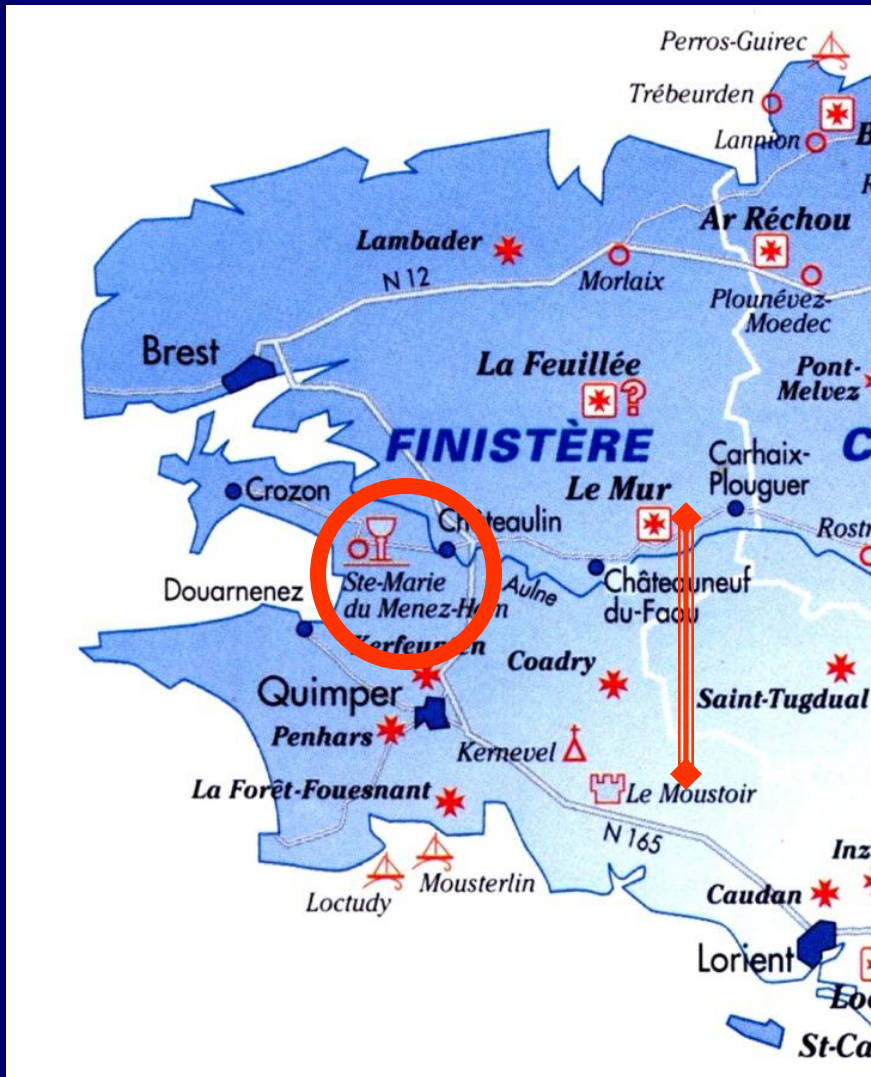 Perros-Guirec
Trébeurden
Lannion
Ar Réchou
Lambader
N 12
Morlaix
Plounévez-
Moedec
Brest
La Feuillée
?
Pont-
Melvez
FINISTÈRE
Carhaix-
Plouguer
Crozon
Le Mur
Châteaulin
Rostr
Ste-Marie
du Menez-Hom
Aulne
Châteauneuf
du-Faou
Douarnenez
Coadry
Quimper
Saint-Tugdual
Penhars
Kernevel
La Forêt-Fouesnant
Le Moustoir
N 165
Inz
Mousterlin
Loctudy
Caudan
Lorient
St-Ca